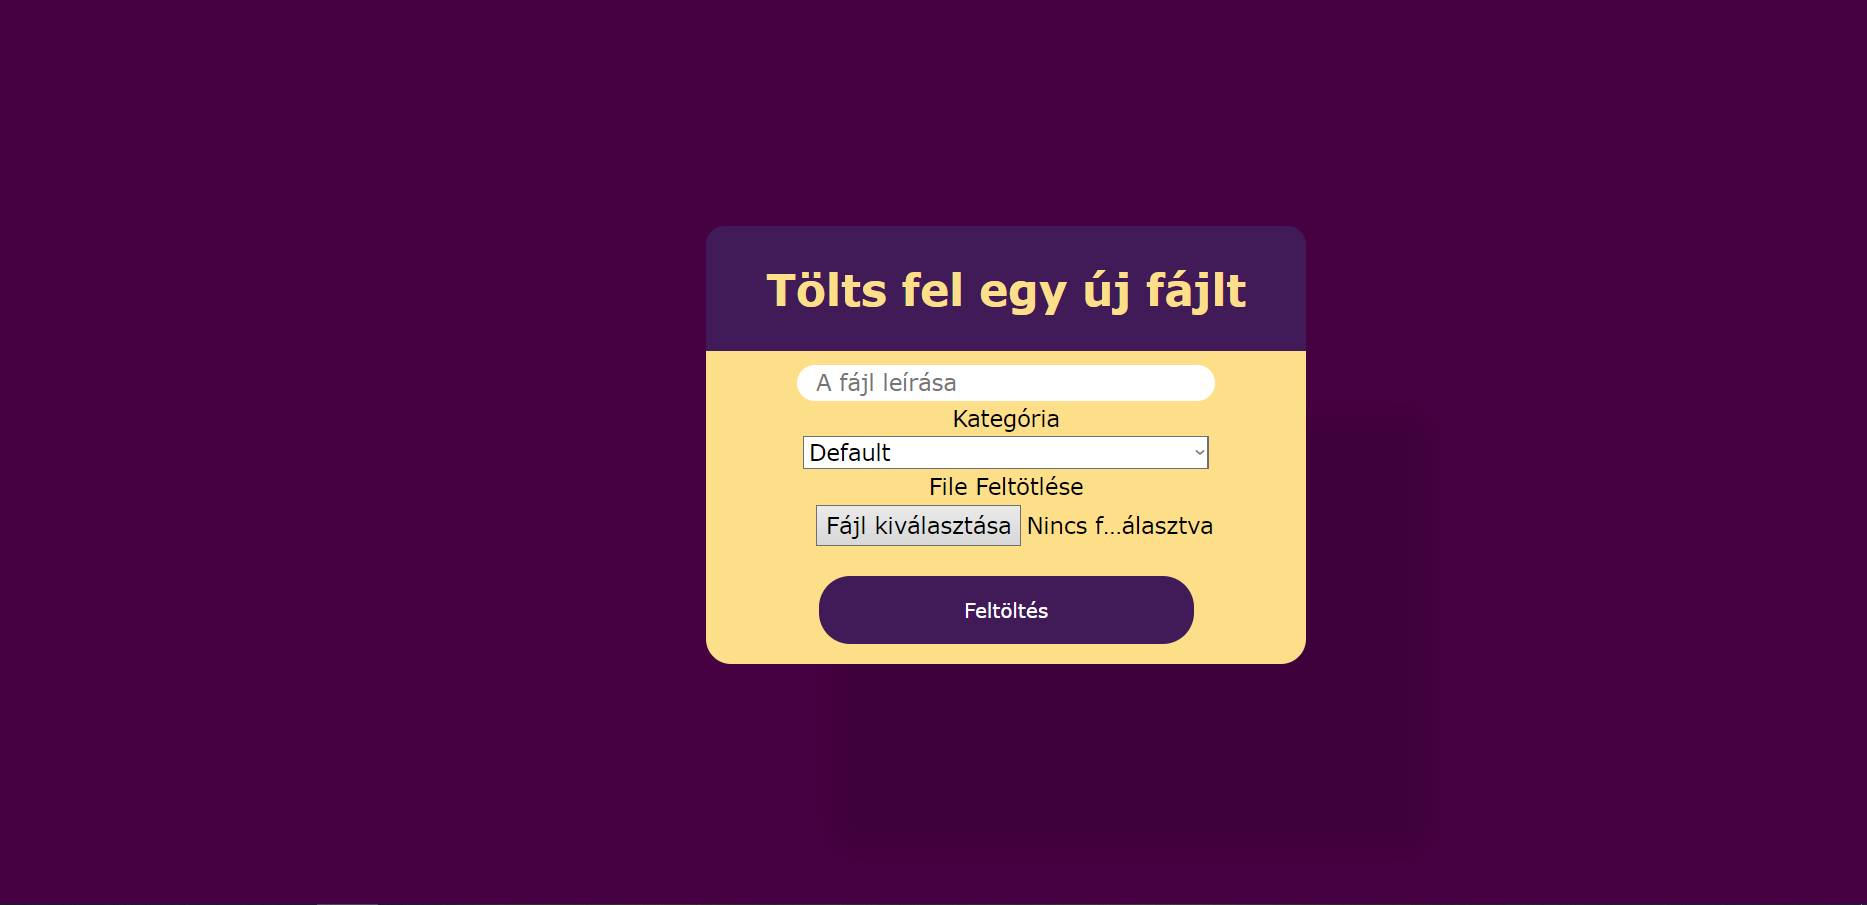 Tölts fel egy új fájlt
A fájl leírása
Kategória
Default
File Feltötlése
Fájl kiválasztása Nincs f...álasztva
Feltöltés